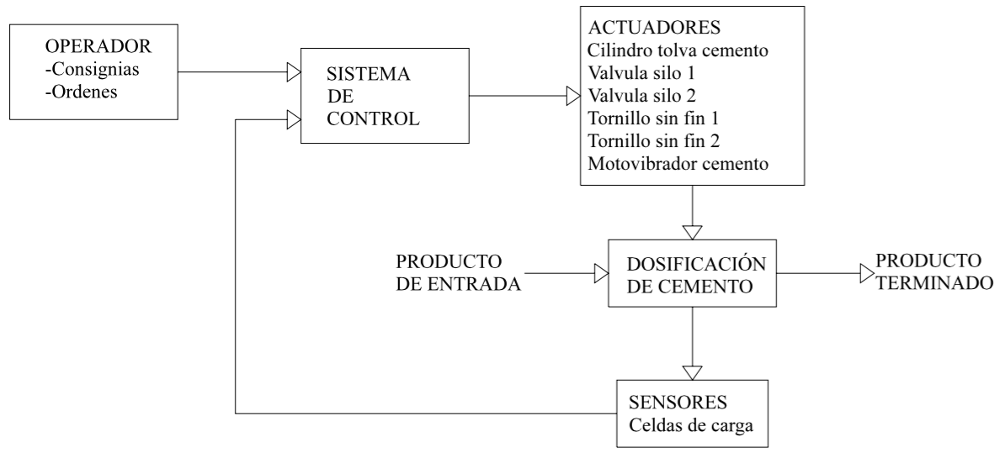 OPERADOR
-Consignias
-Ordenes
SISTEMA
DE
CONTROL
ACTUADORES
Cilindro tolva cemento
Valvula silo 1
Valvula silo 2
Tornillo sin fin 1
Tornillo sin fin 2
Motovibrador cemento
PRODUCTO
DE ENTRADA
DOSIFICACIÓN
DE CEMENTO
PRODUCTO
TERMINADO
SENSORES
Celdas de carga